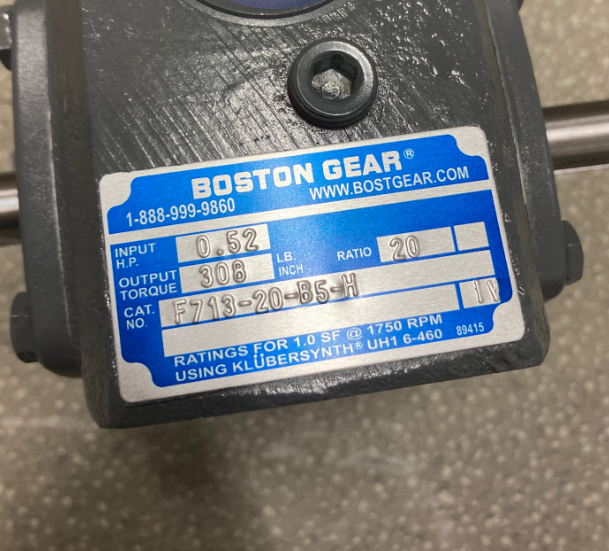 BOSTON GEAR®
1-888-999-9860 WWW.BOSTGEAR.COM
INPUT H.P. 0.52
OUTPUT TORQUE 308 LB. INCH RATIO 20
CAT. NO. F713-20-B5-H 1V
RATINGS FOR 1.0 SF @ 1750 RPM
USING KLÜBERSYNTH® UH1 6-460 89415